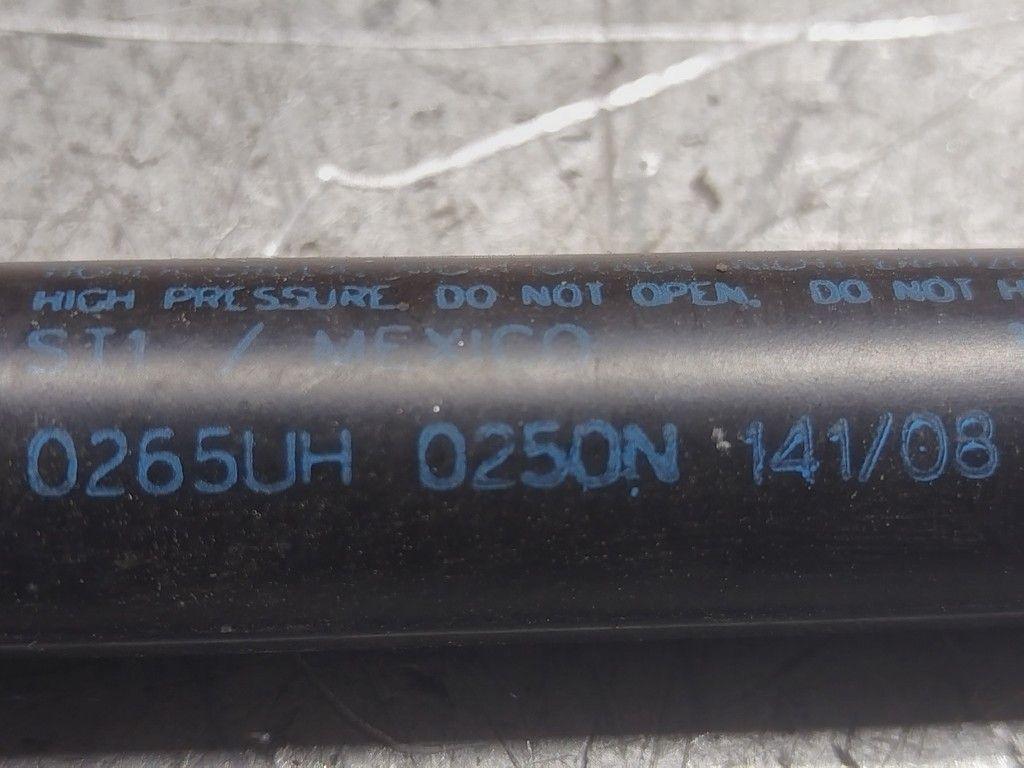 HIGH PRESSURE. DO NOT OPEN. DO NOT H
ST1 / MEXICO
0265UH 0250N 141/08